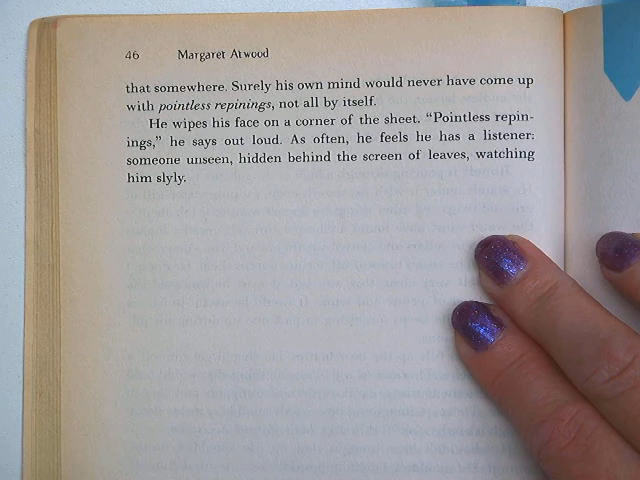 46 Margaret Atwood
that somewhere. Surely his own mind would never have come up
with pointless repinings, not all by itself.
He wipes his face on a corner of the sheet. “Pointless repin-
ings,” he says out loud. As often, he feels he has a listener:
someone unseen, hidden behind the screen of leaves, watching
him slyly.